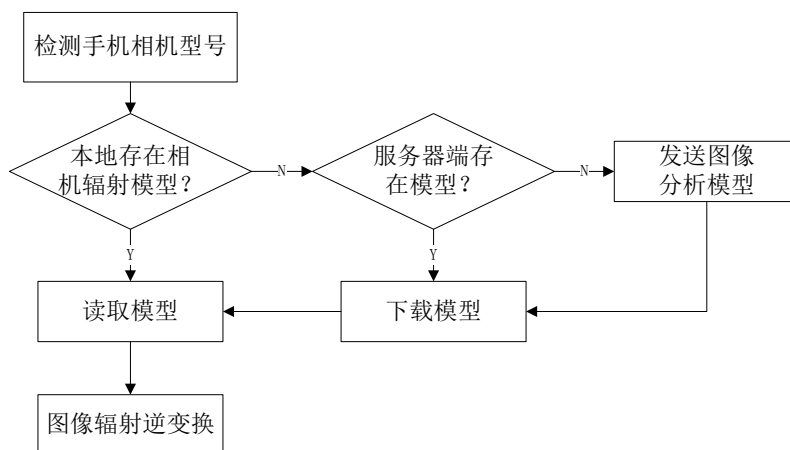 检测手机相机型号
本地存在相
机辐射模型？
N
服务器端存
在模型？
N
发送图像
分析模型
Y
Y
读取模型
下载模型
图像辐射逆变换